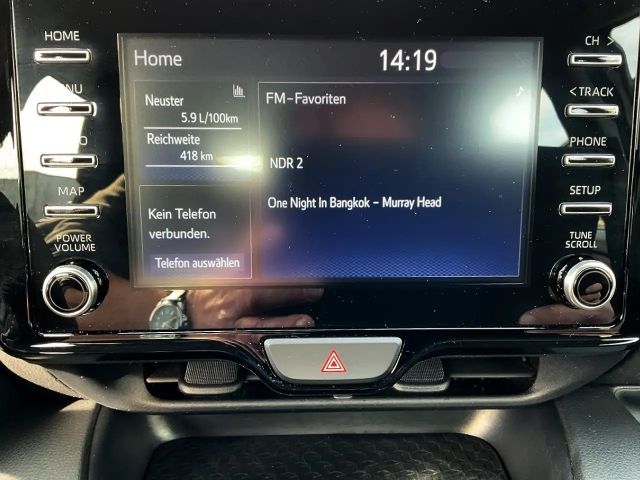 HOME
CH >
Home
14:19
Neuster
5.9 L/100km
Reichweite
418 km
FM-Favoriten
NDR 2
One Night In Bangkok - Murray Head
Kein Telefon
verbunden.
Telefon auswählen
NU
O
MAP
POWER
VOLUME
< TRACK
PHONE
SETUP
TUNE
SCROLL